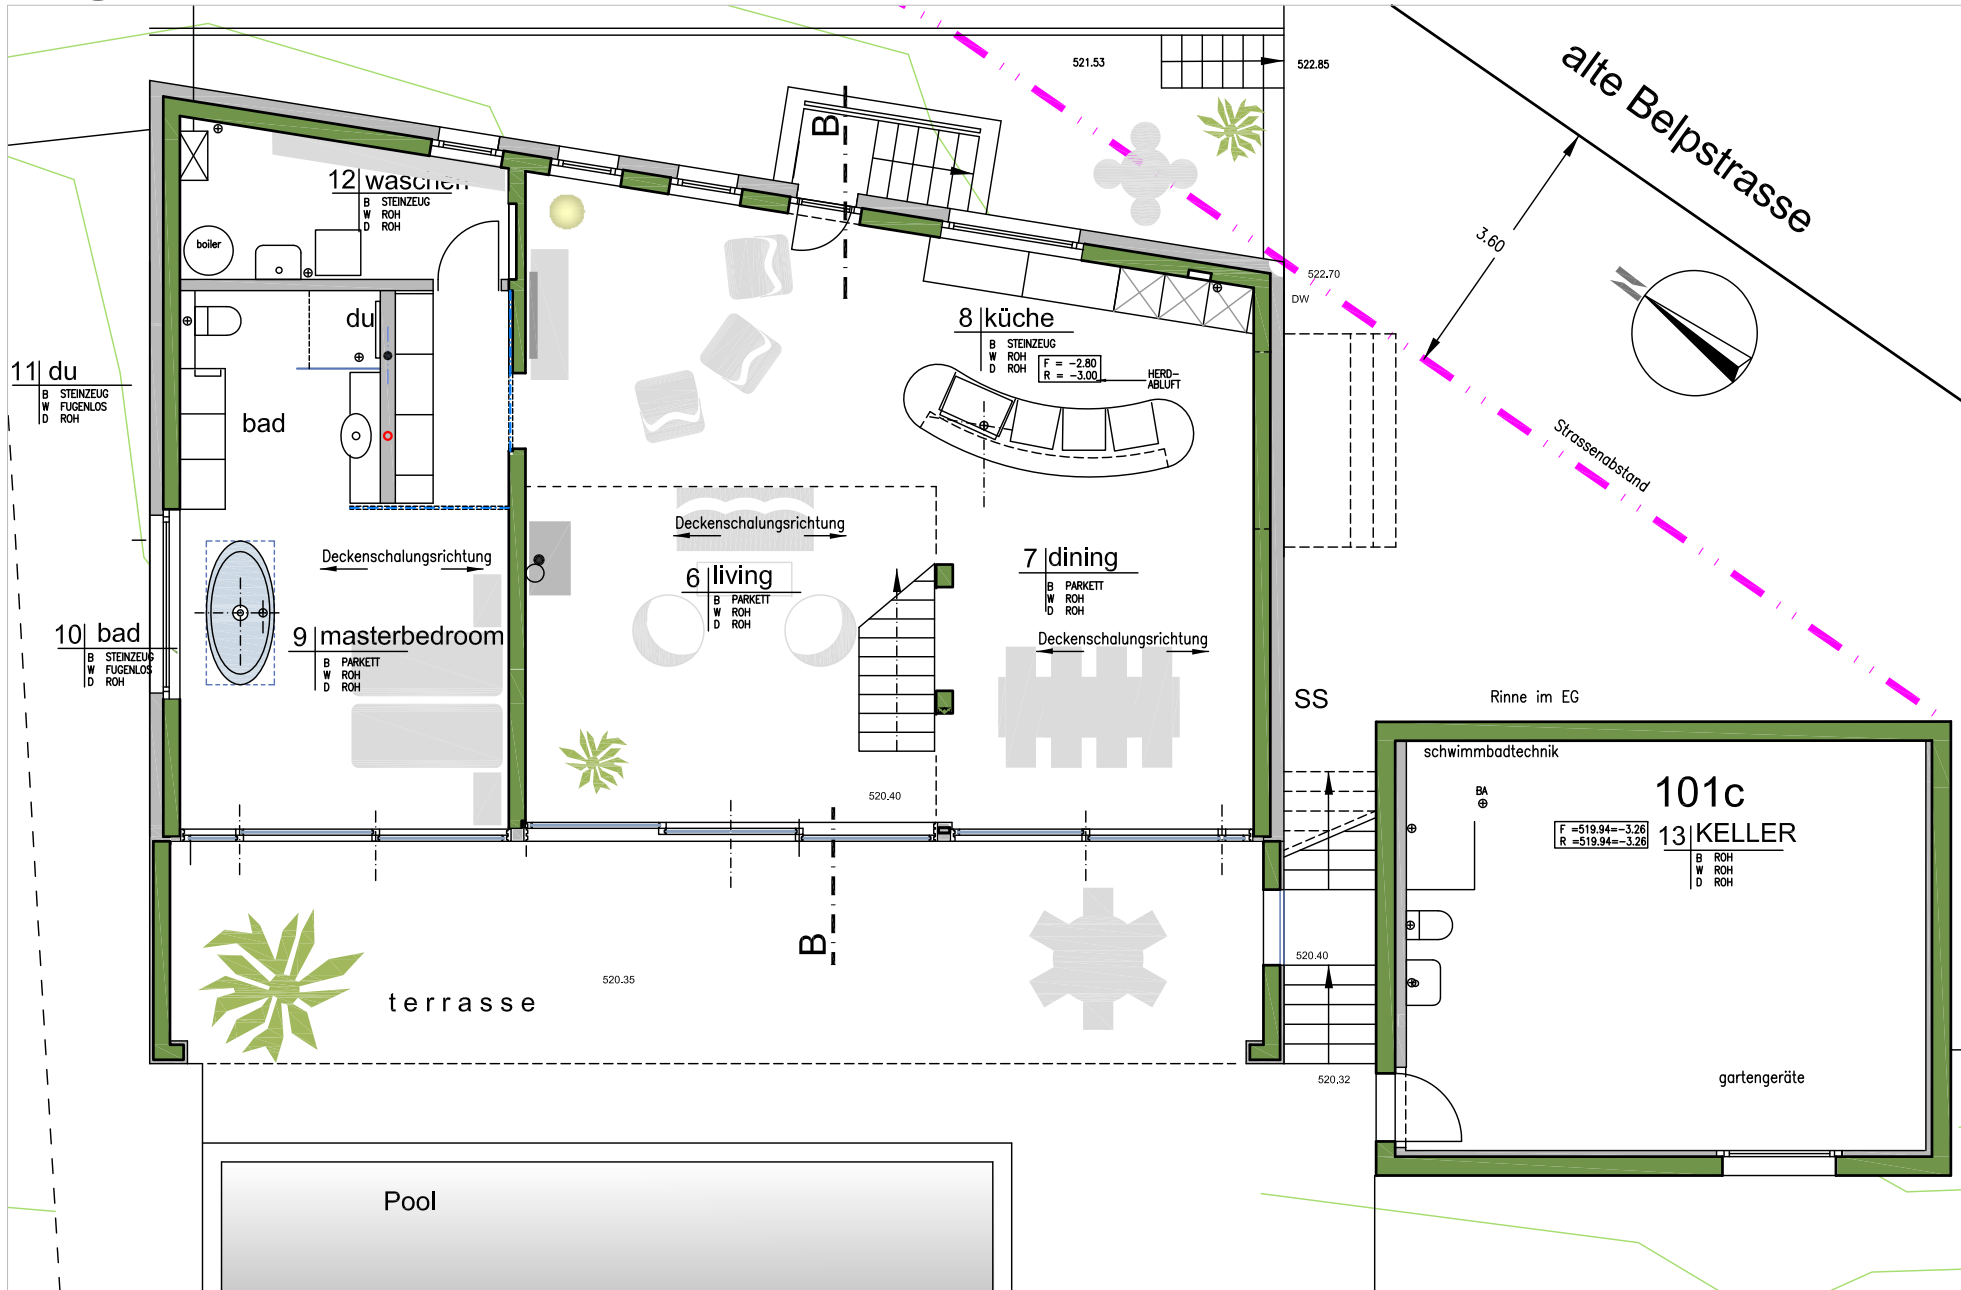 521.53
522.85
alte Belpstrasse
B
12 waschen
B STEINZEUG
W ROH
D ROH
boiler
3.60
522.70
DW
du
8 küche
B STEINZEUG
W ROH
D ROH
F = -2.80
R = -3.00
HERD-
ABLUFT
11 du
B STEINZEUG
W FUGENLOS
D ROH
bad
Strassenabstand
Deckenschalungsrichtung
Deckenschalungsrichtung
6 living
B PARKETT
W ROH
D ROH
7 dining
B PARKETT
W ROH
D ROH
Deckenschalungsrichtung
10 bad
B STEINZEUG
W FUGENLOS
D ROH
9 masterbedroom
B PARKETT
W ROH
D ROH
SS
Rinne im EG
schwimmbadtechnik
BA
101c
13 KELLER
B ROH
W ROH
D ROH
F =519.94=-3.26
R =519.94=-3.26
520.40
B
520.40
520.35
terrasse
520.32
gartengeräte
Pool